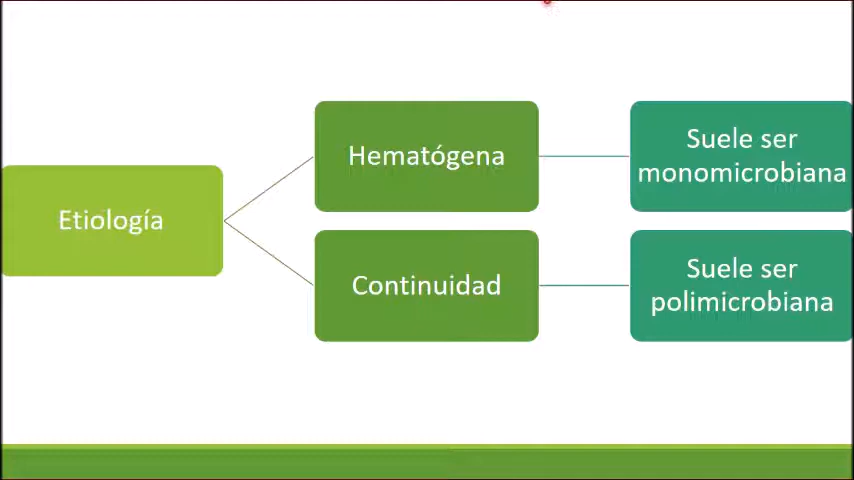 Etiología
Hematógena
Suele ser
monomicrobiana
Continuidad
Suele ser
polimicrobiana